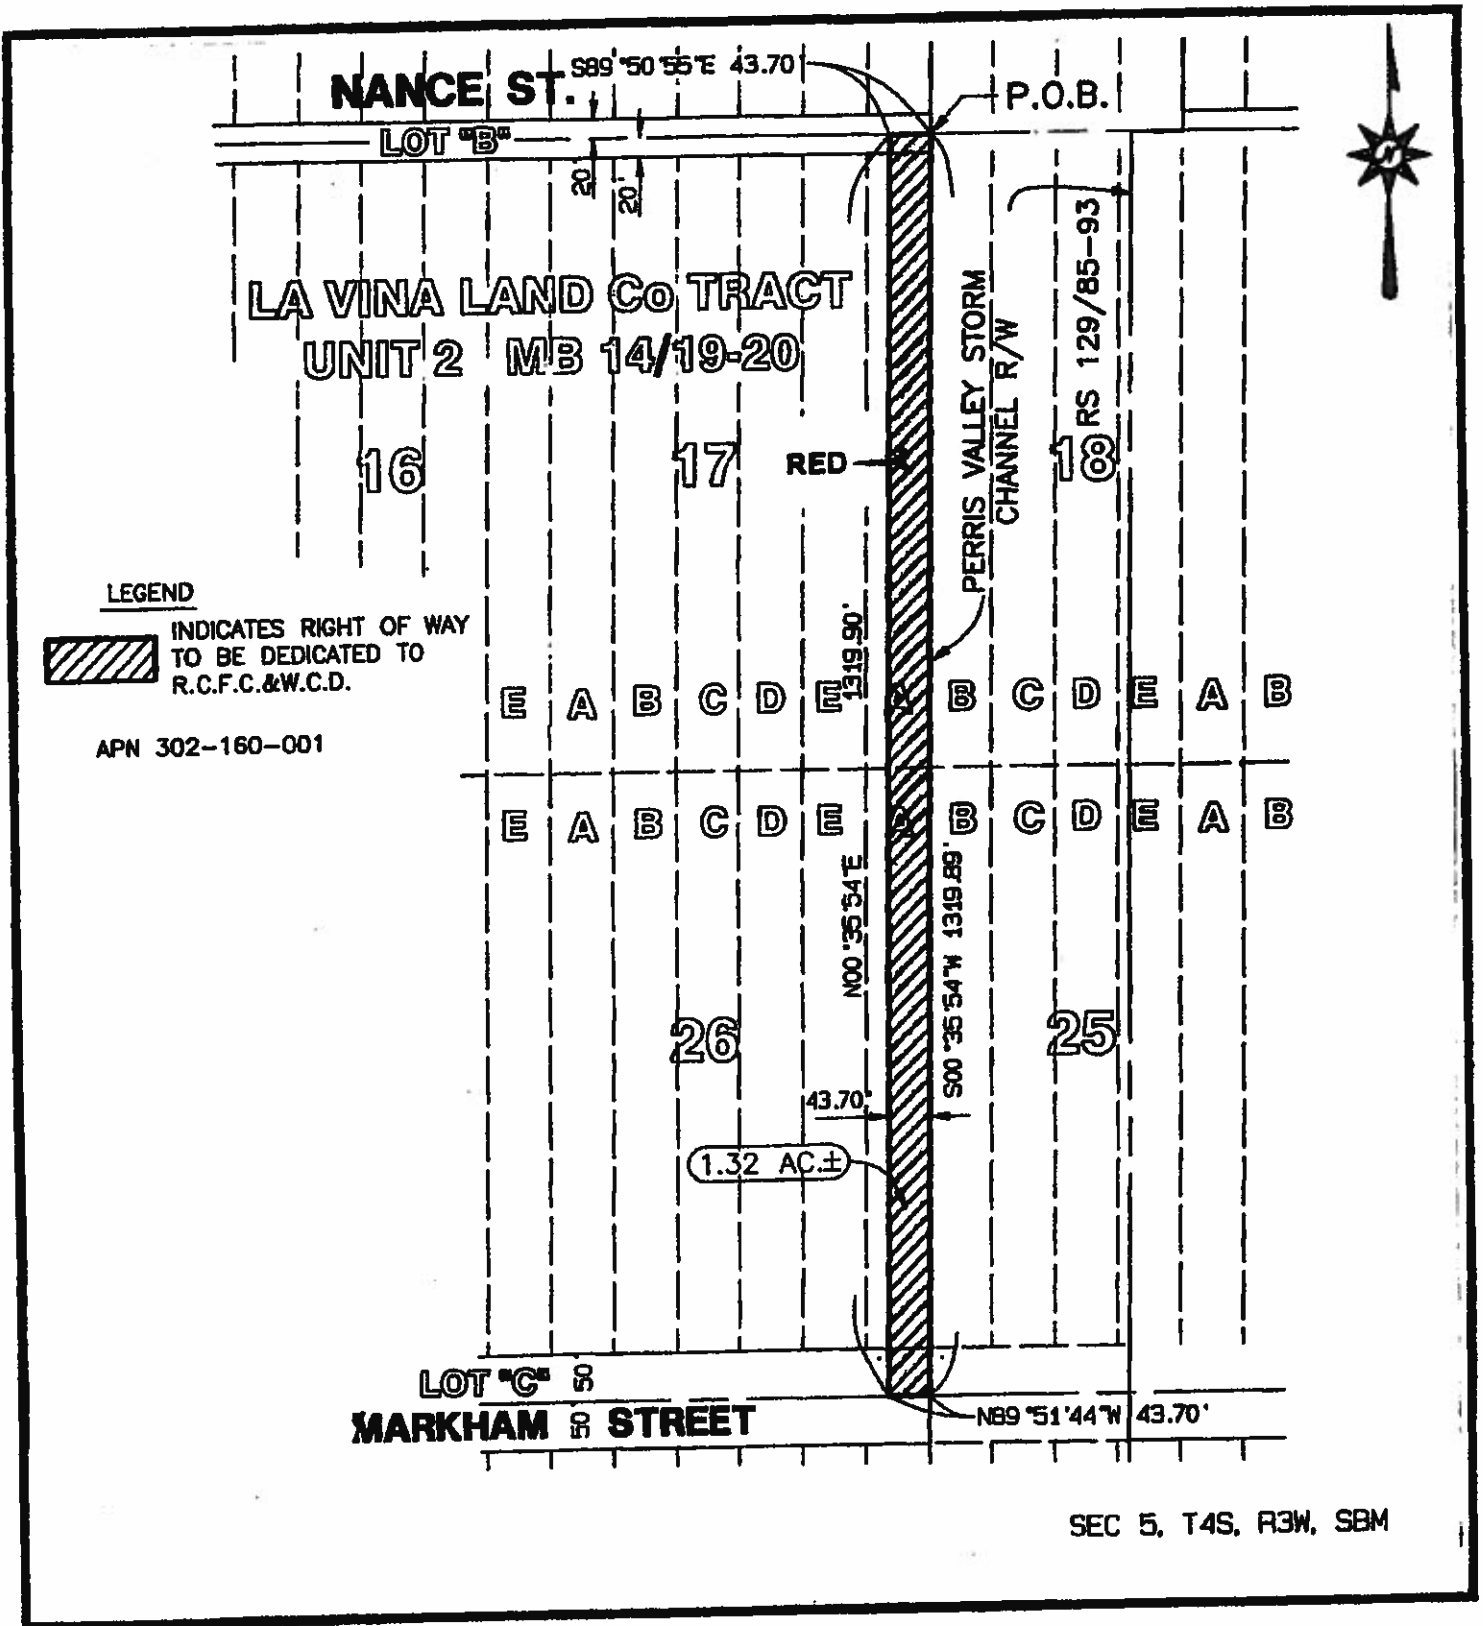 S89°50'55"E 43.70'
NANCE ST.
P.O.B.
LOT "B"
20'
20'
N
LA VINA LAND Co TRACT
UNIT 2 MB 14/19-20
PERRIS VALLEY STORM
CHANNEL R/W
RS 129/85-93
16
17
RED
18
LEGEND
INDICATES RIGHT OF WAY
TO BE DEDICATED TO
R.C.F.C.&W.C.D.
APN 302-160-001
1319.90'
E A B C D E A B C D E A B
E A B C D E A B C D E A B
N00°35'54"E
S00°35'54"W 1319.89'
26
25
43.70'
1.32 AC.±
LOT "C" 50'
MARKHAM 50' STREET
N89°51'44"W 43.70'
SEC 5, T4S, R3W, SBM